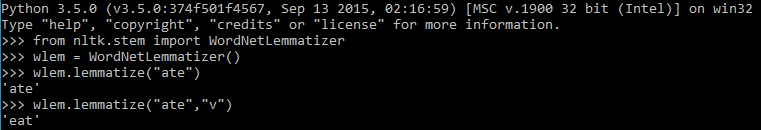 Python 3.5.0 (v3.5.0:374f501f4567, Sep 13 2015, 02:16:59) [MSC v.1900 32 bit (Intel)] on win32
Type "help", "copyright", "credits" or "license" for more information.
>>> from nltk.stem import WordNetLemmatizer
>>> wlem = WordNetLemmatizer()
>>> wlem.lemmatize("ate")
'ate'
>>> wlem.lemmatize("ate","v")
'eat'